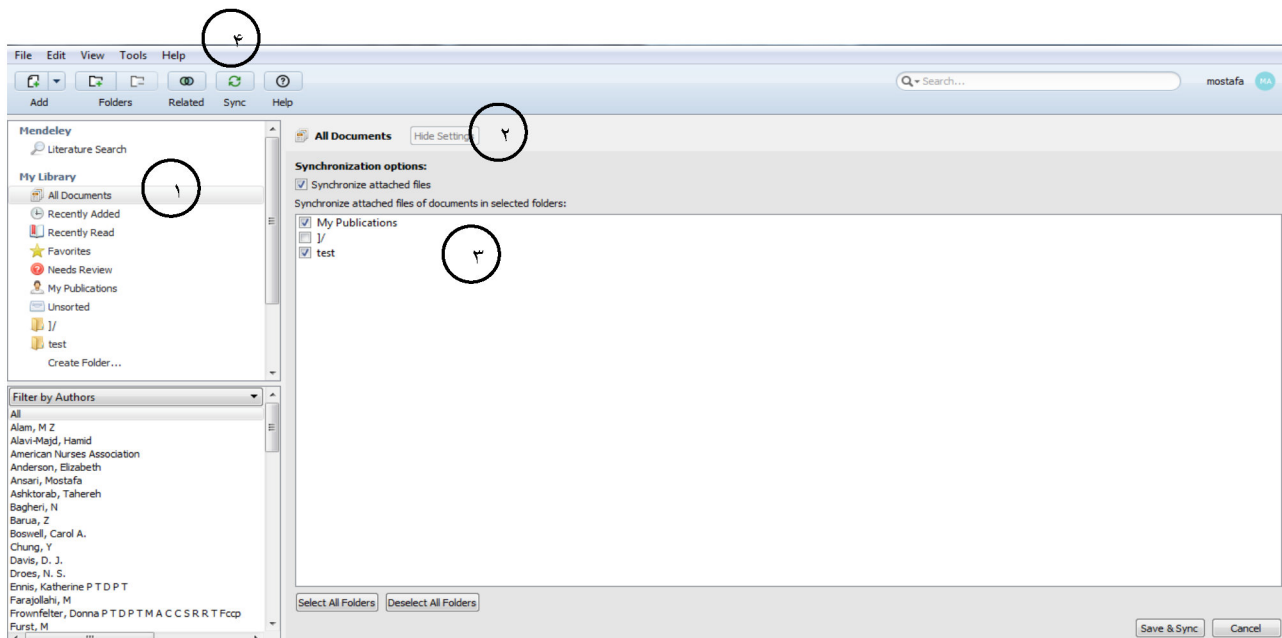 ۴
File Edit View Tools Help
Add Folders Related Sync Help
Search...
mostafa MA
Mendeley
Literature Search
My Library
All Documents
۱
Recently Added
Recently Read
Favorites
Needs Review
My Publications
Unsorted
]/
test
Create Folder...
Filter by Authors
All
Alam, M Z
Alavi-Majd, Hamid
American Nurses Association
Anderson, Elizabeth
Ansari, Mostafa
Ashktorab, Tahereh
Bagheri, N
Barua, Z
Boswell, Carol A.
Chung, Y
Davis, D. J.
Droes, N. S.
Ennis, Katherine P T D P T
Farajollahi, M
Frownfelter, Donna P T D P T M A C C S R R T Fccp
Furst, M
All Documents
Hide Settings
۲
Synchronization options:
Synchronize attached files
Synchronize attached files of documents in selected folders:
My Publications
]/
test
۳
Select All Folders Deselect All Folders
Save & Sync Cancel